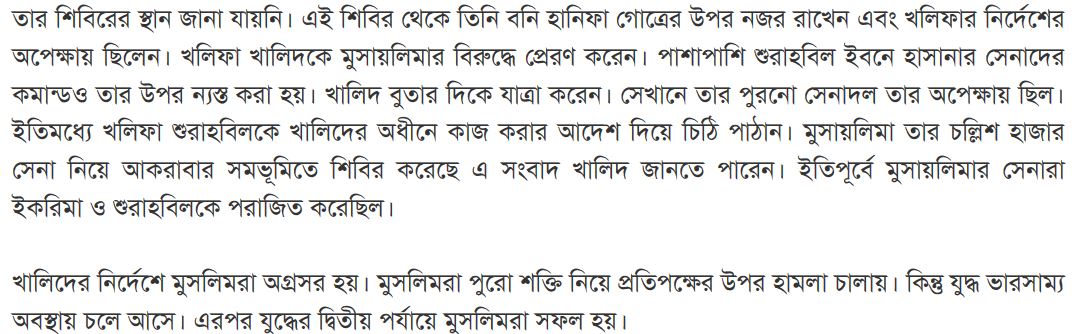 তার শিবিরের স্থান জানা যায়নি। এই শিবির থেকে তিনি বনি হানিফা গোত্রের উপর নজর রাখেন এবং খলিফার নির্দেশের
অপেক্ষায় ছিলেন। খলিফা খালিদকে মুসায়লিমার বিরুদ্ধে প্রেরণ করেন। পাশাপাশি শুরাহবিল ইবনে হাসানার সেনাদের
কমান্ডও তার উপর ন্যস্ত করা হয়। খালিদ বুতার দিকে যাত্রা করেন। সেখানে তার পুরনো সেনাদল তার অপেক্ষায় ছিল।
ইতিমধ্যে খলিফা শুরাহবিলকে খালিদের অধীনে কাজ করার আদেশ দিয়ে চিঠি পাঠান। মুসায়লিমা তার চল্লিশ হাজার
সেনা নিয়ে আকরাবার সমভূমিতে শিবির করেছে এ সংবাদ খালিদ জানতে পারেন। ইতিপূর্বে মুসায়লিমার সেনারা
ইকরিমা ও শুরাহবিলকে পরাজিত করেছিল।
খালিদের নির্দেশে মুসলিমরা অগ্রসর হয়। মুসলিমরা পুরো শক্তি নিয়ে প্রতিপক্ষের উপর হামলা চালায়। কিন্তু যুদ্ধ ভারসাম্য
অবস্থায় চলে আসে। এরপর যুদ্ধের দ্বিতীয় পর্যায়ে মুসলিমরা সফল হয়।